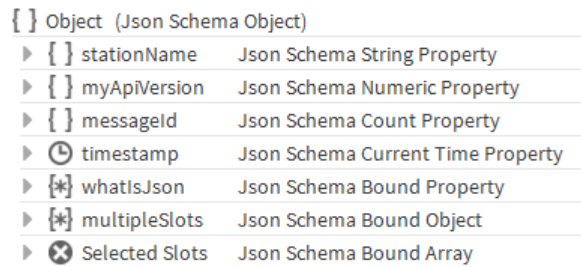 { } Object (Json Schema Object)
{ } stationName Json Schema String Property
{ } myApiVersion Json Schema Numeric Property
{ } messageId Json Schema Count Property
timestamp Json Schema Current Time Property
{*} whatIsJson Json Schema Bound Property
{*} multipleSlots Json Schema Bound Object
Selected Slots Json Schema Bound Array